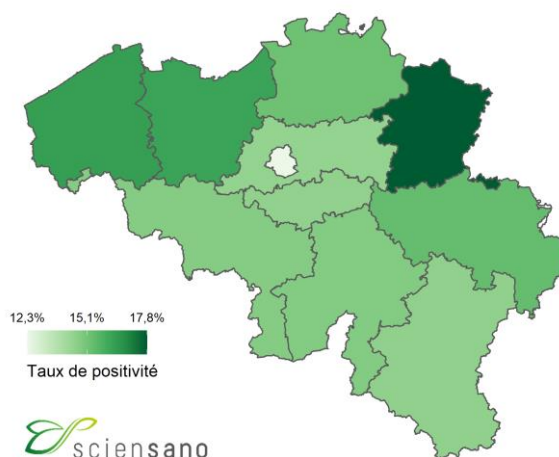 12,3% 15,1% 17,8%
Taux de positivité
sciensano